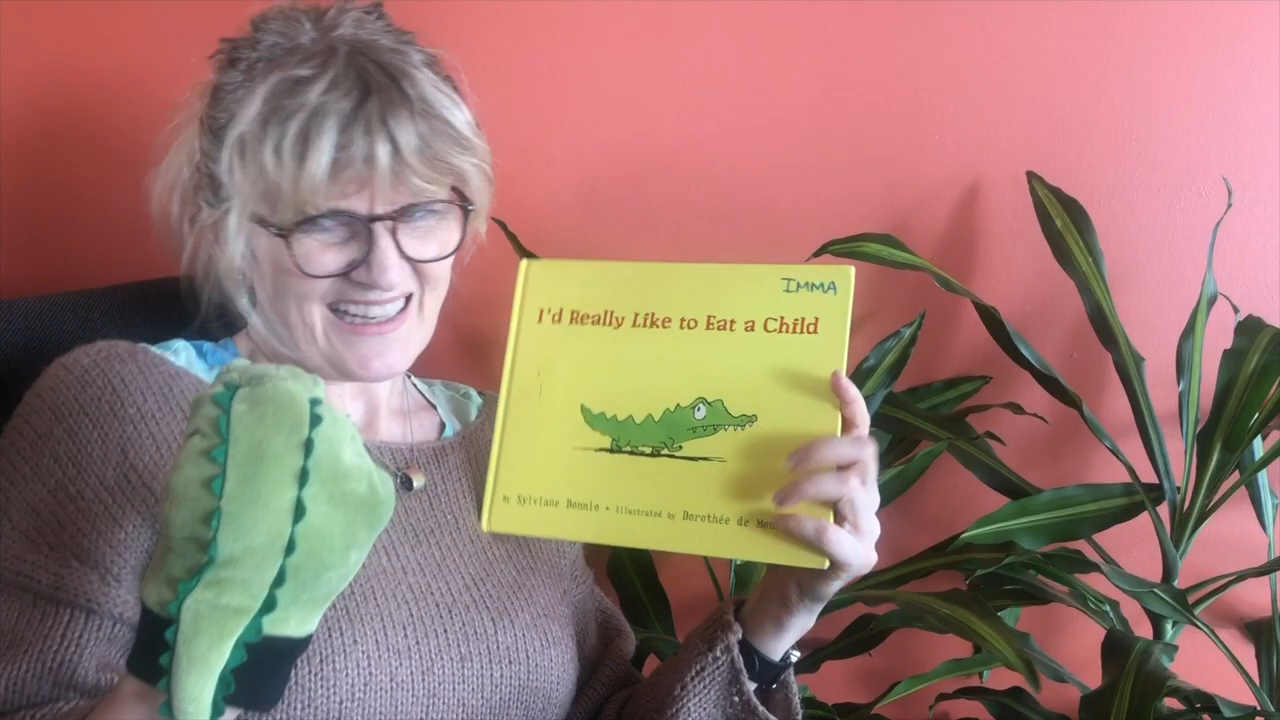 IMMA
I'd Really Like to Eat a Child
by Sylviane Donnio • Illustrated by Dorothée de